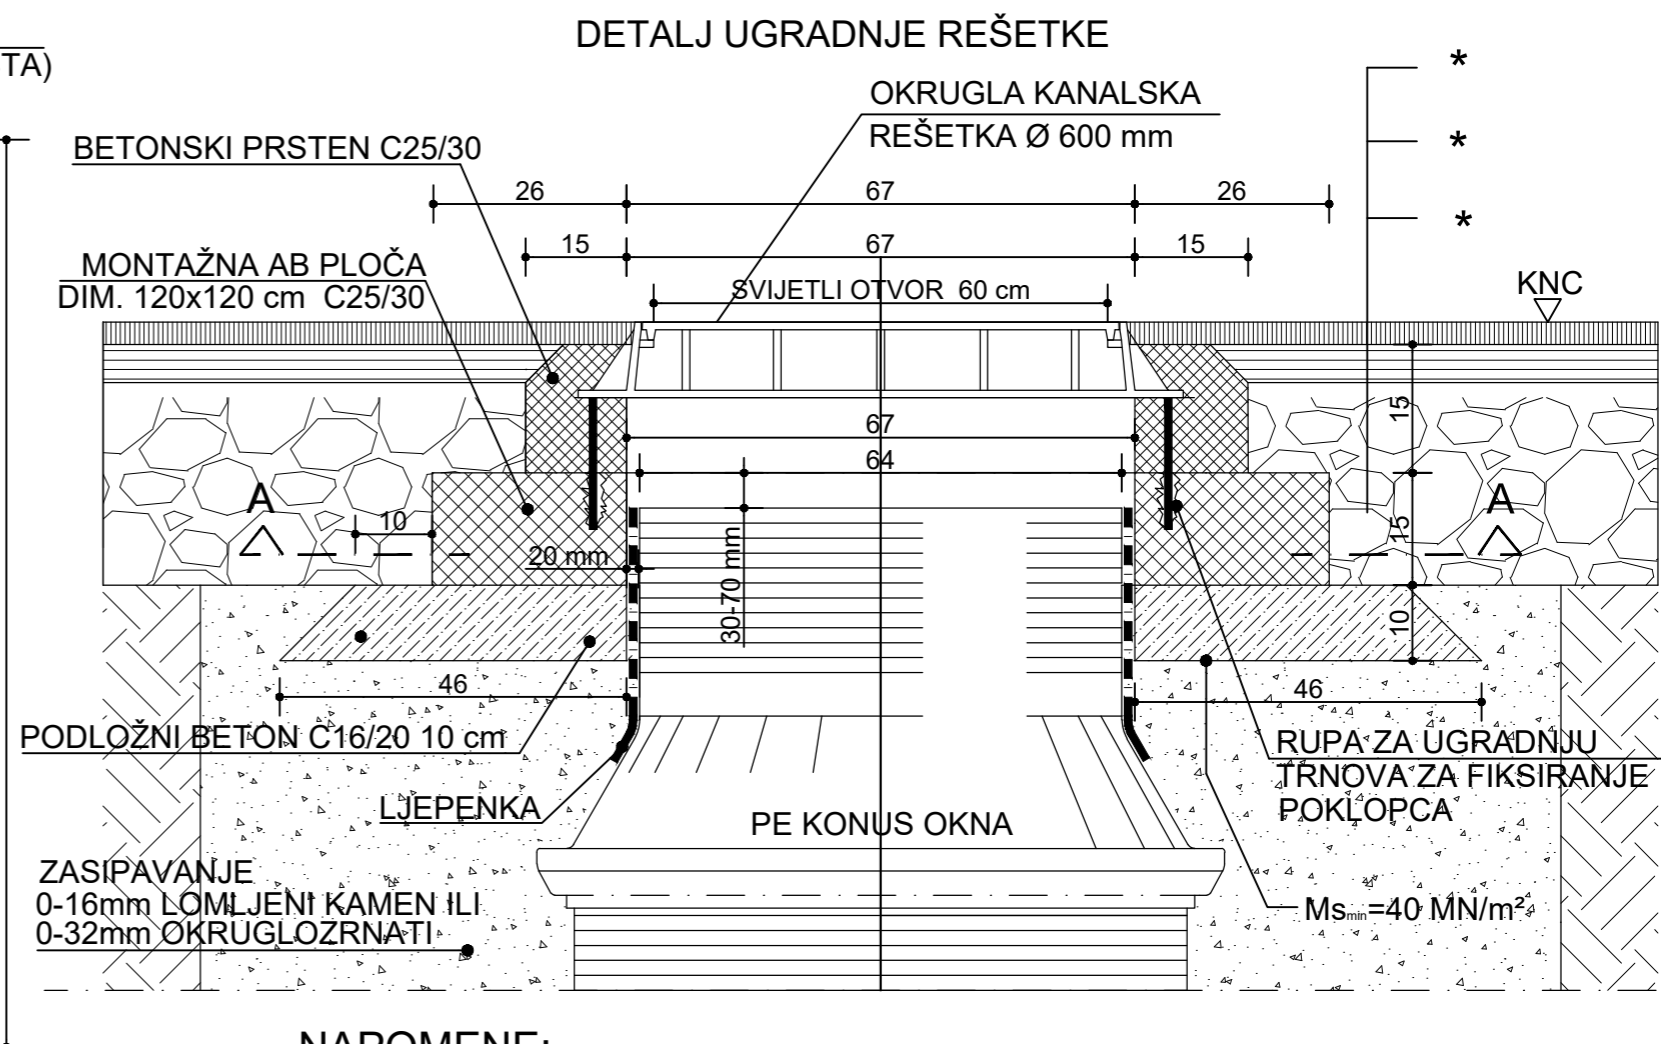 DETALJ UGRADNJE REŠETKE
TA)
*
*
*
OKRUGLA KANALSKA
REŠETKA Ø 600 mm
BETONSKI PRSTEN C25/30
26
67
26
15
67
15
MONTAŽNA AB PLOČA
DIM. 120x120 cm C25/30
SVIJETLI OTVOR 60 cm
KNC
15
67
64
A
A
10
15
20 mm
30-70 mm
10
46
46
PODLOŽNI BETON C16/20 10 cm
RUPA ZA UGRADNJU
TRNOVA ZA FIKSIRANJE
POKLOPCA
LJEPENKA
PE KONUS OKNA
ZASIPAVANJE
0-16mm LOMLJENI KAMEN ILI
0-32mm OKRUGLOZRNATI
Msmin=40 MN/m²
NAPOMENE: